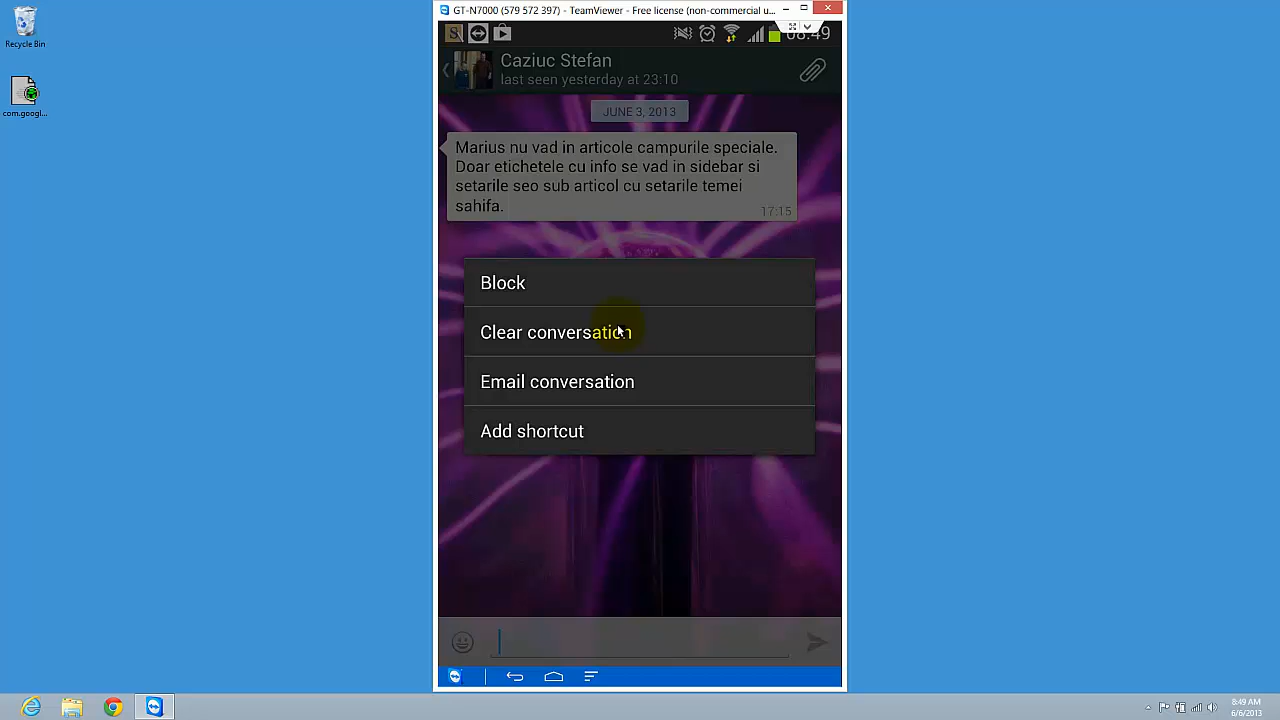 GT-N7000 (579 572 397) - TeamViewer - Free license (non-commercial u...
Recycle Bin
com.googl...
08:49
Caziuc Stefan
last seen yesterday at 23:10
JUNE 3, 2013
Marius nu vad in articole campurile speciale.
Doar etichetele cu info se vad in sidebar si
setarile seo sub articol cu setarile temei
sahifa.
17:15
Block
Clear conversation
Email conversation
Add shortcut
8:49 AM
6/6/2013